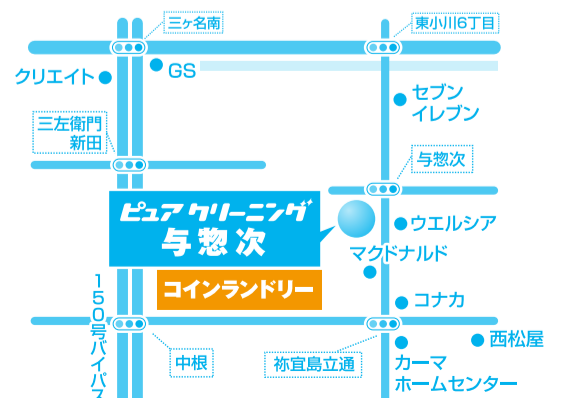 三ヶ名南
東小川6丁目
クリエイト
GS
セブン
イレブン
三左衛門
新田
与惣次
ピュア クリーニング
与惣次
ウエルシア
マクドナルド
コインランドリー
コナカ
150号バイパス
中根
祢宜島立通
西松屋
カーマ
ホームセンター